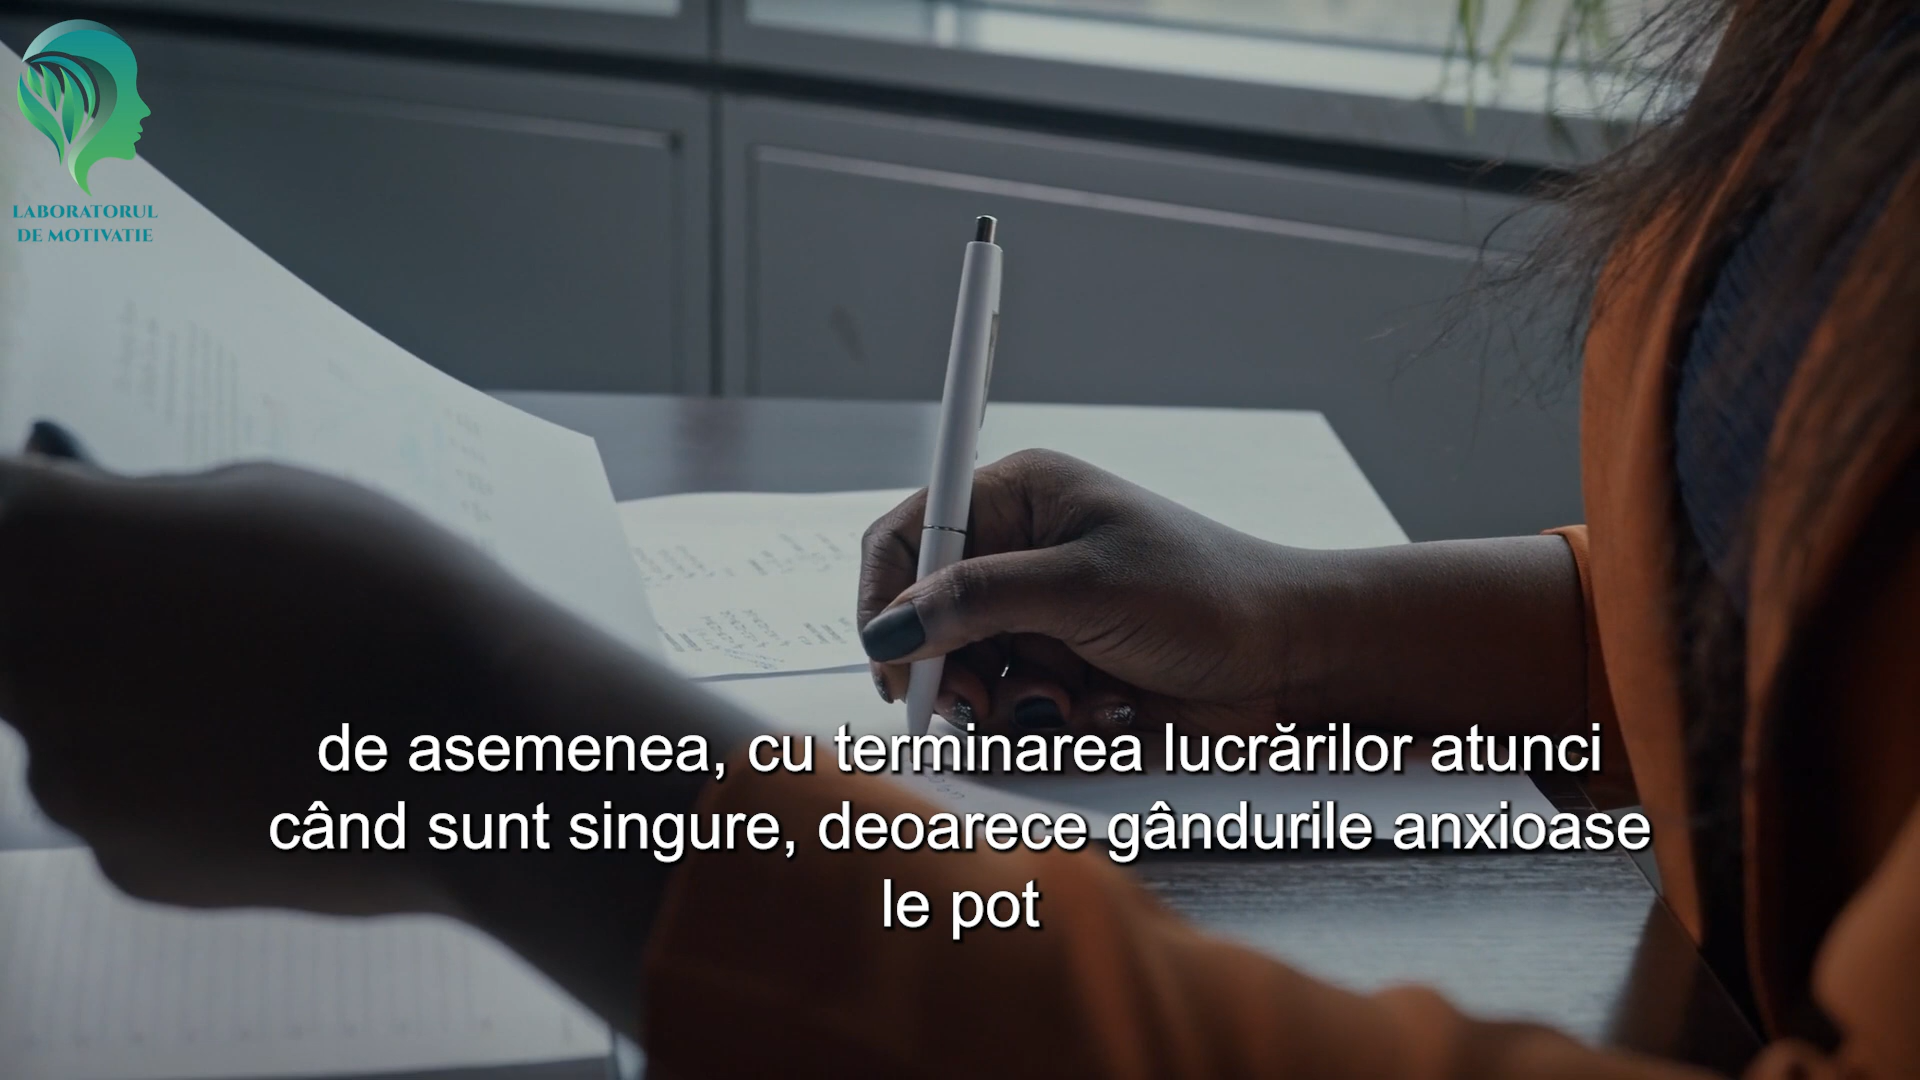 LABORATORUL
DE MOTIVATIE
de asemenea, cu terminarea lucrărilor atunci
când sunt singure, deoarece gândurile anxioase
le pot